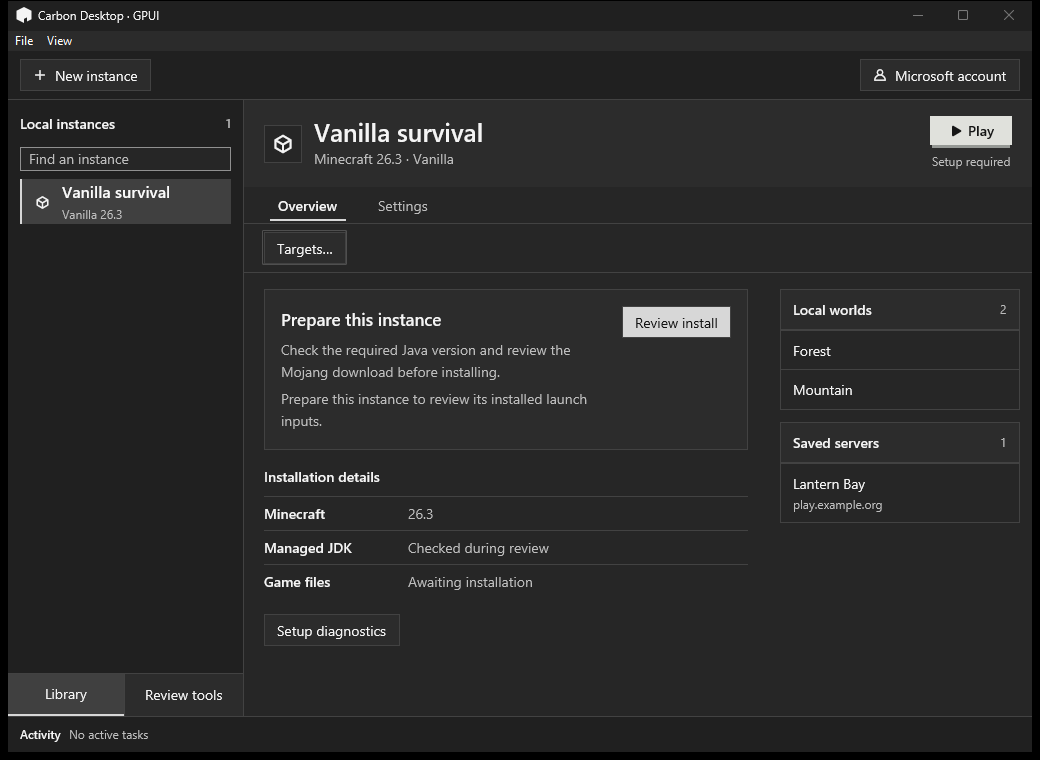 Carbon Desktop · GPUI
File View
+ New instance
Microsoft account
Local instances 1
Find an instance
Vanilla survival
Vanilla 26.3
Library
Review tools
Vanilla survival
Minecraft 26.3 · Vanilla
Play
Setup required
Overview Settings
Targets...
Prepare this instance
Review install
Check the required Java version and review the
Mojang download before installing.
Prepare this instance to review its installed launch
inputs.
Installation details
Minecraft 26.3
Managed JDK Checked during review
Game files Awaiting installation
Setup diagnostics
Local worlds 2
Forest
Mountain
Saved servers 1
Lantern Bay
play.example.org
Activity No active tasks